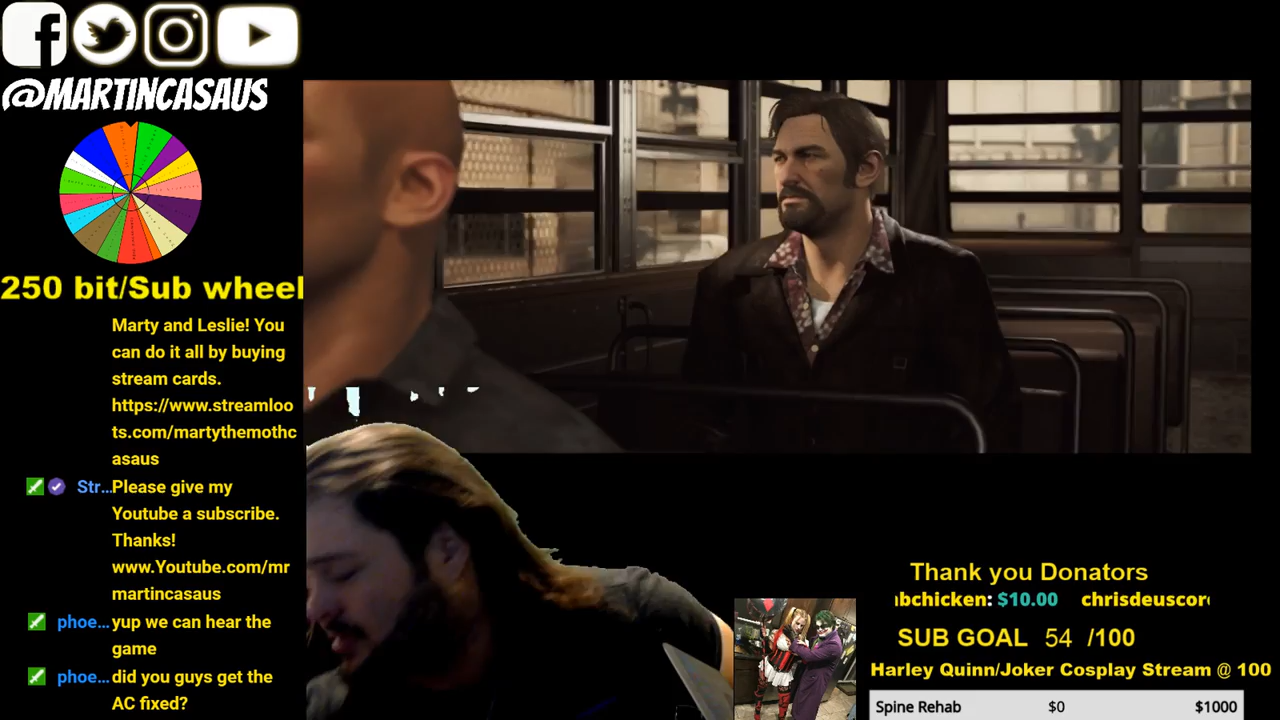 @MARTINCASAUS
250 bit/Sub wheel
Marty and Leslie! You
can do it all by buying
stream cards.
https://www.streamloo
ts.com/martythemothc
asaus
Str... Please give my
Youtube a subscribe.
Thanks!
www.Youtube.com/mr
martincasaus
phoe... yup we can hear the
game
phoe... did you guys get the
AC fixed?
Thank you Donators
bchicken: $10.00 chrisdeuscor
SUB GOAL 54 /100
Harley Quinn/Joker Cosplay Stream @ 100
Spine Rehab $0 $1000